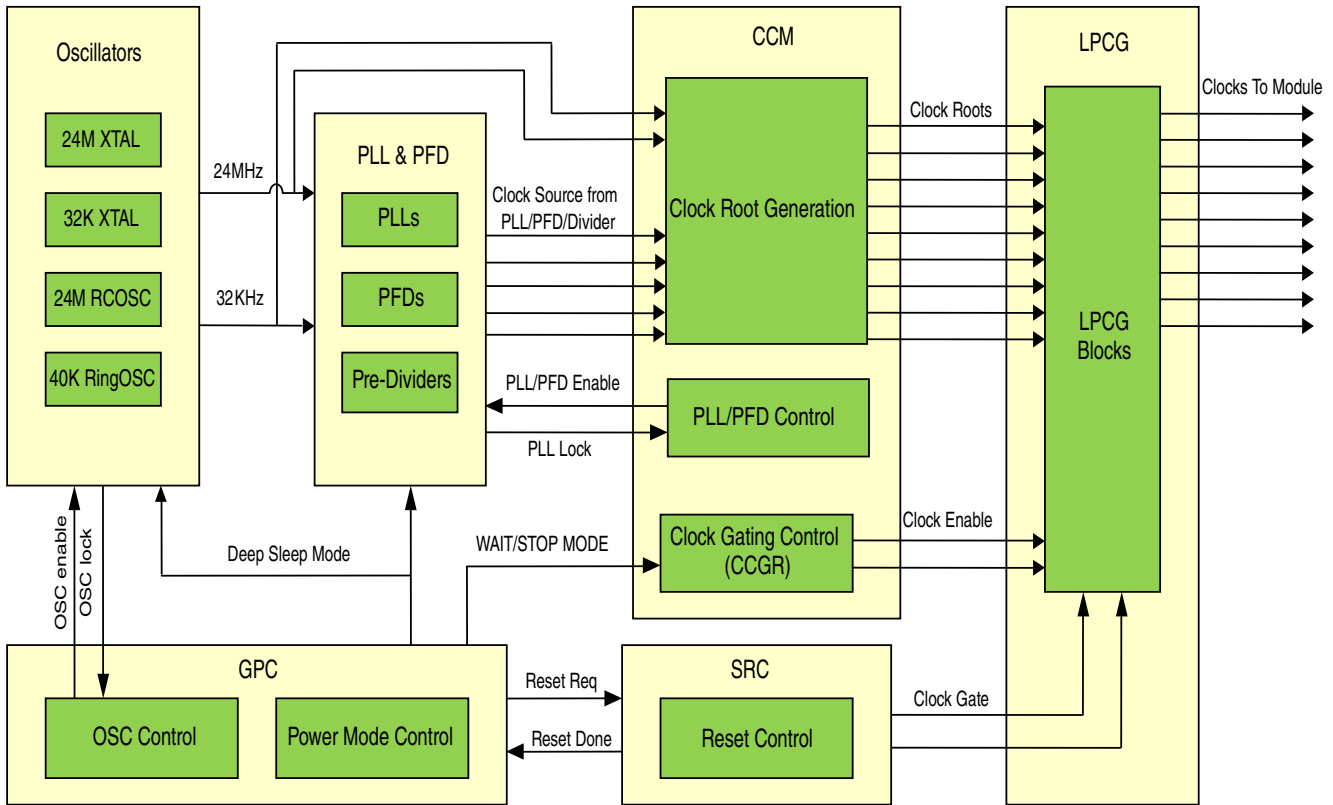 Oscillators
24M XTAL
32K XTAL
24M RCOSC
40K RingOSC
24MHz
32KHz
PLL & PFD
PLLs
PFDs
Pre-Dividers
Clock Source from
PLL/PFD/Divider
PLL/PFD Enable
PLL Lock
CCM
Clock Root Generation
PLL/PFD Control
Clock Gating Control
(CCGR)
Clock Roots
Clock Enable
LPCG
LPCG
Blocks
Clocks To Module
OSC enable
OSC lock
Deep Sleep Mode
WAIT/STOP MODE
GPC
OSC Control
Power Mode Control
Reset Req
Reset Done
SRC
Reset Control
Clock Gate